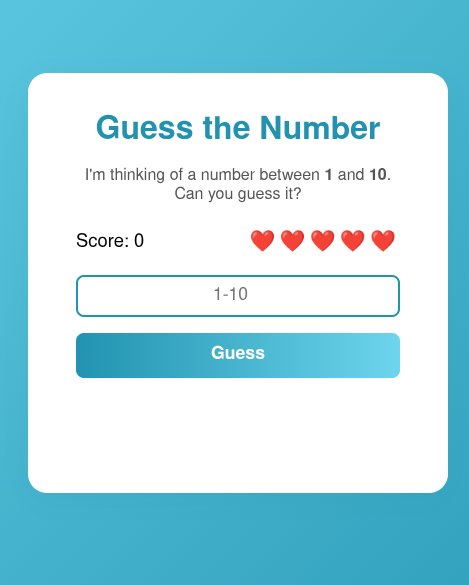 Guess the Number
I'm thinking of a number between 1 and 10.
Can you guess it?
Score: 0
1-10
Guess